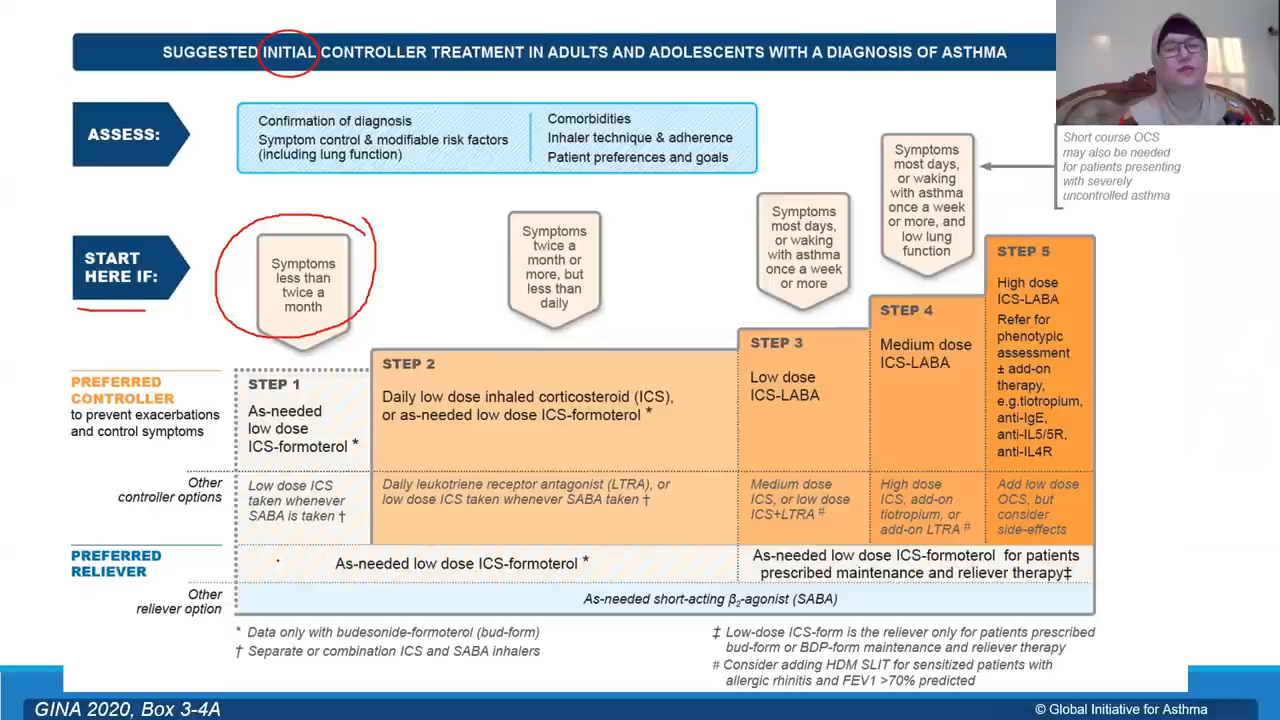 SUGGESTED INITIAL CONTROLLER TREATMENT IN ADULTS AND ADOLESCENTS WITH A DIAGNOSIS OF ASTHMA
ASSESS:
Confirmation of diagnosis
Symptom control & modifiable risk factors
(including lung function)
Comorbidities
Inhaler technique & adherence
Patient preferences and goals
Short course OCS
may also be needed
for patients presenting
with severely
uncontrolled asthma
START
HERE IF:
Symptoms
less than
twice a
month
Symptoms
twice a
month or
more, but
less than
daily
Symptoms
most days,
or waking
with asthma
once a week
or more
Symptoms
most days,
or waking
with asthma
once a week
or more, and
low lung
function
PREFERRED
CONTROLLER
to prevent exacerbations
and control symptoms
STEP 1
As-needed
low dose
ICS-formoterol *
STEP 2
Daily low dose inhaled corticosteroid (ICS),
or as-needed low dose ICS-formoterol *
STEP 3
Low dose
ICS-LABA
STEP 4
Medium dose
ICS-LABA
STEP 5
High dose
ICS-LABA
Refer for
phenotypic
assessment
± add-on
therapy,
e.g.tiotropium,
anti-IgE,
anti-IL5/5R,
anti-IL4R
Other
controller options
Low dose ICS
taken whenever
SABA is taken †
Daily leukotriene receptor antagonist (LTRA), or
low dose ICS taken whenever SABA taken †
Medium dose
ICS, or low dose
ICS+LTRA #
High dose
ICS, add-on
tiotropium, or
add-on LTRA #
Add low dose
OCS, but
consider
side-effects
PREFERRED
RELIEVER
As-needed low dose ICS-formoterol *
As-needed low dose ICS-formoterol for patients
prescribed maintenance and reliever therapy‡
Other
reliever option
As-needed short-acting β2-agonist (SABA)
* Data only with budesonide-formoterol (bud-form)
† Separate or combination ICS and SABA inhalers
‡ Low-dose ICS-form is the reliever only for patients prescribed
bud-form or BDP-form maintenance and reliever therapy
# Consider adding HDM SLIT for sensitized patients with
allergic rhinitis and FEV1 >70% predicted
GINA 2020, Box 3-4A
© Global Initiative for Asthma